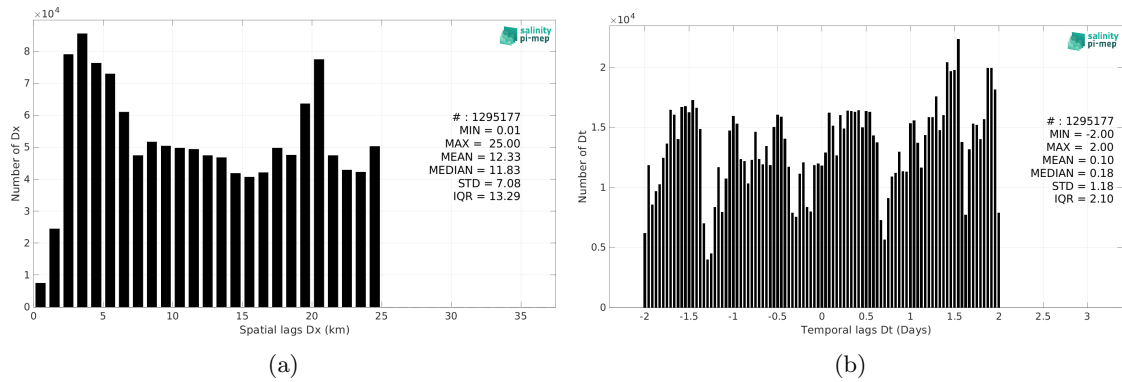 ×10⁴
9
8
7
6
5
4
3
2
1
0
Number of Dx
0 5 10 15 20 25 30 35
Spatial lags Dx (km)
salinity
pi-mep
# : 1295177
MIN = 0.01
MAX = 25.00
MEAN = 12.33
MEDIAN = 11.83
STD = 7.08
IQR = 13.29
(a)
×10⁴
2
1.5
1
0.5
0
Number of Dt
-2 -1.5 -1 -0.5 0 0.5 1 1.5 2 2.5 3
Temporal lags Dt (Days)
salinity
pi-mep
# : 1295177
MIN = -2.00
MAX = 2.00
MEAN = 0.10
MEDIAN = 0.18
STD = 1.18
IQR = 2.10
(b)